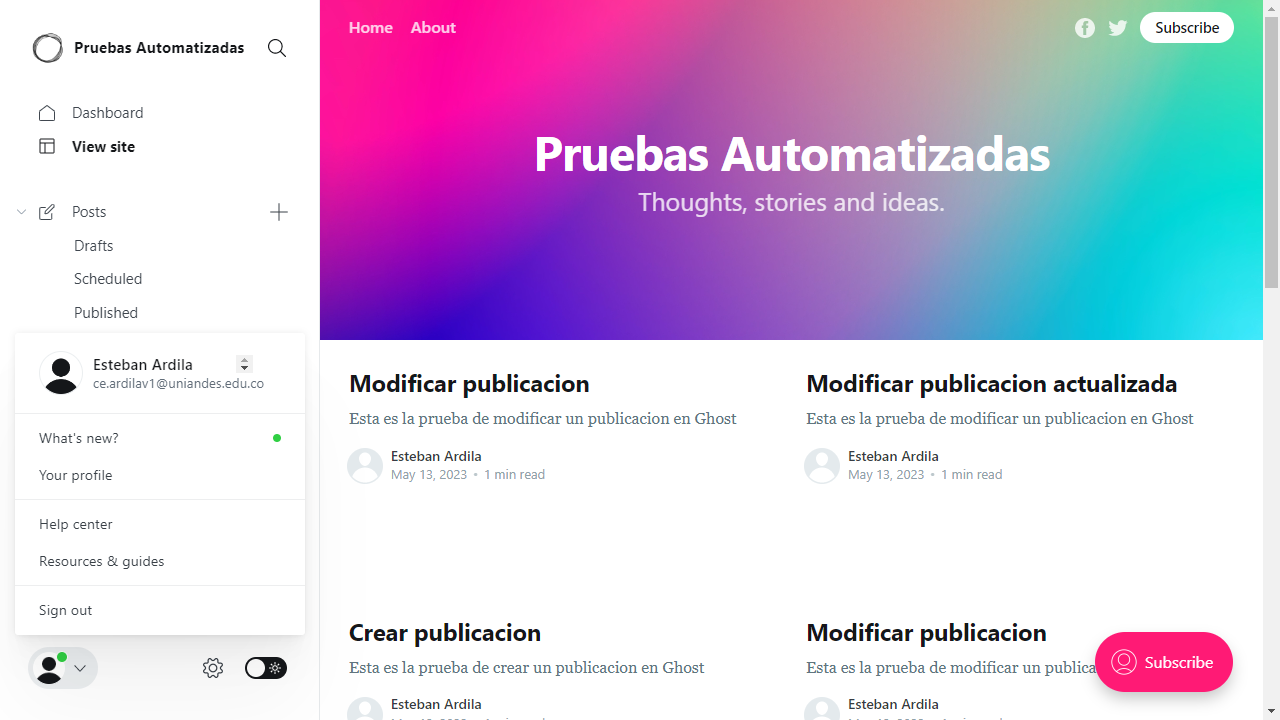 Pruebas Automatizadas
Dashboard
View site
Posts
Drafts
Scheduled
Published
Esteban Ardila
ce.ardilav1@uniandes.edu.co
What's new?
Your profile
Help center
Resources & guides
Sign out
Home About
Subscribe
Pruebas Automatizadas
Thoughts, stories and ideas.
Modificar publicacion
Esta es la prueba de modificar un publicacion en Ghost
Esteban Ardila
May 13, 2023 • 1 min read
Modificar publicacion actualizada
Esta es la prueba de modificar un publicacion en Ghost
Esteban Ardila
May 13, 2023 • 1 min read
Crear publicacion
Esta es la prueba de crear un publicacion en Ghost
Esteban Ardila
Modificar publicacion
Esta es la prueba de modificar un
Esteban Ardila
Subscribe